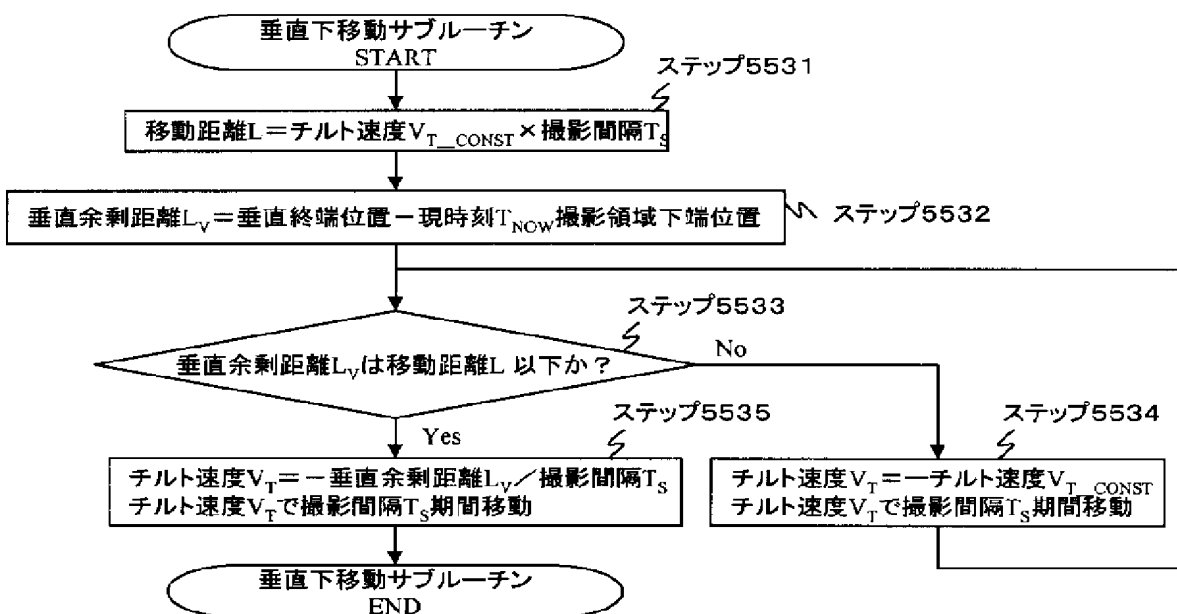 垂直下移動サブルーチン
START
ステップ5531
移動距離L＝チルト速度V_T_CONST×撮影間隔T_S
垂直余剰距離L_V＝垂直終端位置－現時刻T_NOW撮影領域下端位置
ステップ5532
ステップ5533
垂直余剰距離L_Vは移動距離L 以下か？
No
Yes
ステップ5535
チルト速度V_T＝－垂直余剰距離L_V／撮影間隔T_S
チルト速度V_Tで撮影間隔T_S期間移動
ステップ5534
チルト速度V_T＝－チルト速度V_T_CONST
チルト速度V_Tで撮影間隔T_S期間移動
垂直下移動サブルーチン
END